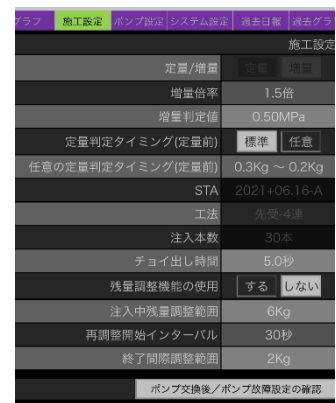 グラフ 施工設定 ポンプ設定 システム設定 過去日報 過去グラ
施工設定
定量/増量 定量 増量
増量倍率 1.5倍
増量判定値 0.50MPa
定量判定タイミング(定量前) 標準 任意
任意の定量判定タイミング(定量前) 0.3Kg ～ 0.2Kg
STA 2021+06.16-A
工法 先受-4連
注入本数 30本
チョイ出し時間 5.0秒
残量調整機能の使用 する しない
注入中残量調整範囲 6Kg
再調整開始インターバル 30秒
終了間際調整範囲 2Kg
ポンプ交換後／ポンプ故障設定の確認